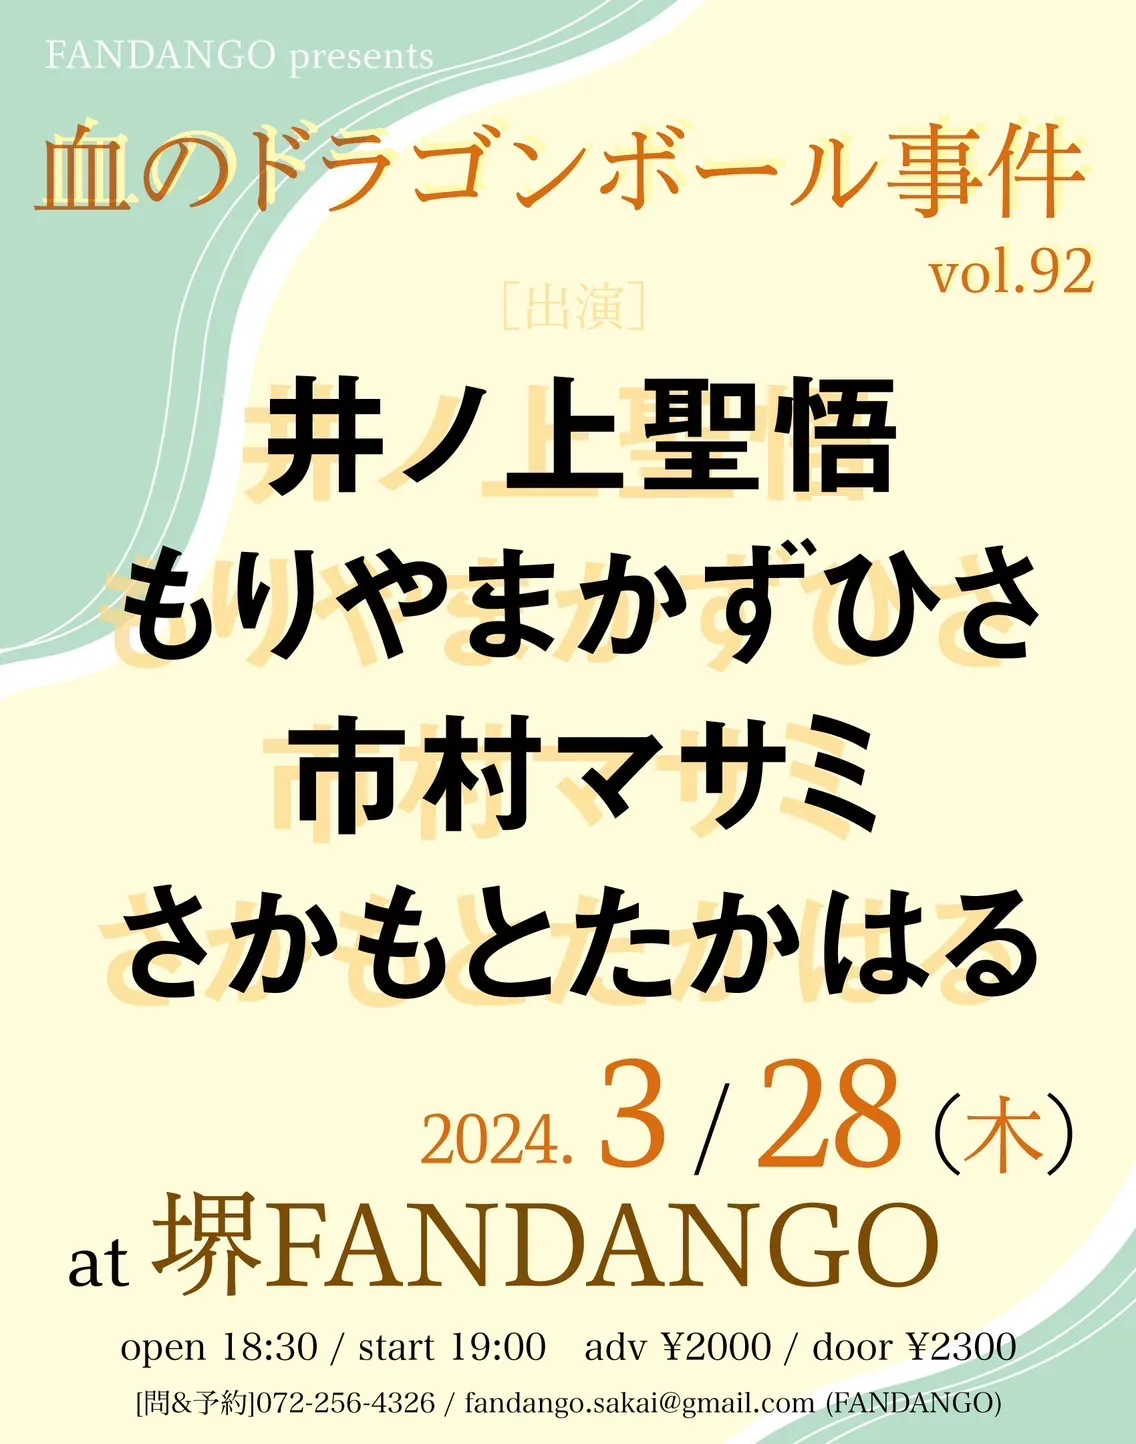 FANDANGO presents
血のドラゴンボール事件
vol.92
［出演］
井ノ上聖悟
もりやまかずひさ
市村マサミ
さかもとたかはる
2024. 3 / 28（木）
at 堺FANDANGO
open 18:30 / start 19:00　adv ¥2000 / door ¥2300
[問&予約]072-256-4326 / fandango.sakai@gmail.com (FANDANGO)